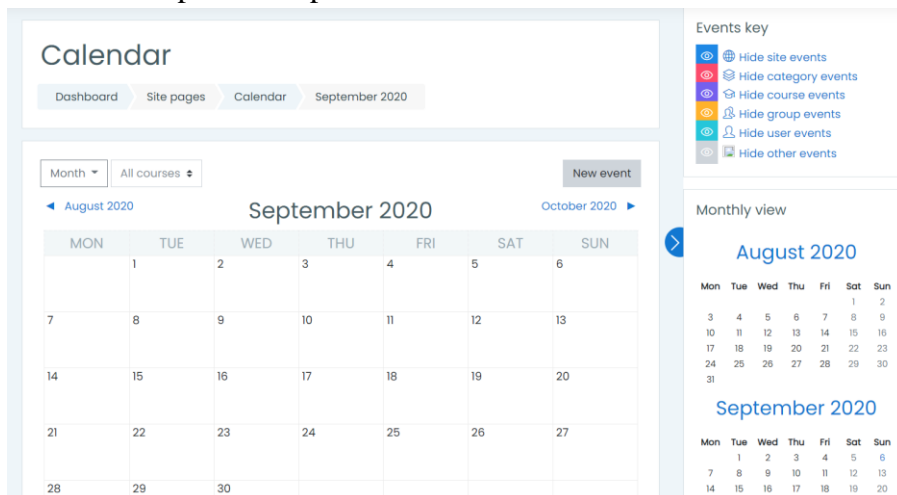 Calendar
Dashboard Site pages Calendar September 2020
Month All courses New event
August 2020 September 2020 October 2020
MON TUE WED THU FRI SAT SUN
1 2 3 4 5 6
7 8 9 10 11 12 13
14 15 16 17 18 19 20
21 22 23 24 25 26 27
28 29 30
Events key
Hide site events
Hide category events
Hide course events
Hide group events
Hide user events
Hide other events
Monthly view
August 2020
Mon Tue Wed Thu Fri Sat Sun
1 2
3 4 5 6 7 8 9
10 11 12 13 14 15 16
17 18 19 20 21 22 23
24 25 26 27 28 29 30
31
September 2020
Mon Tue Wed Thu Fri Sat Sun
1 2 3 4 5 6
7 8 9 10 11 12 13
14 15 16 17 18 19 20